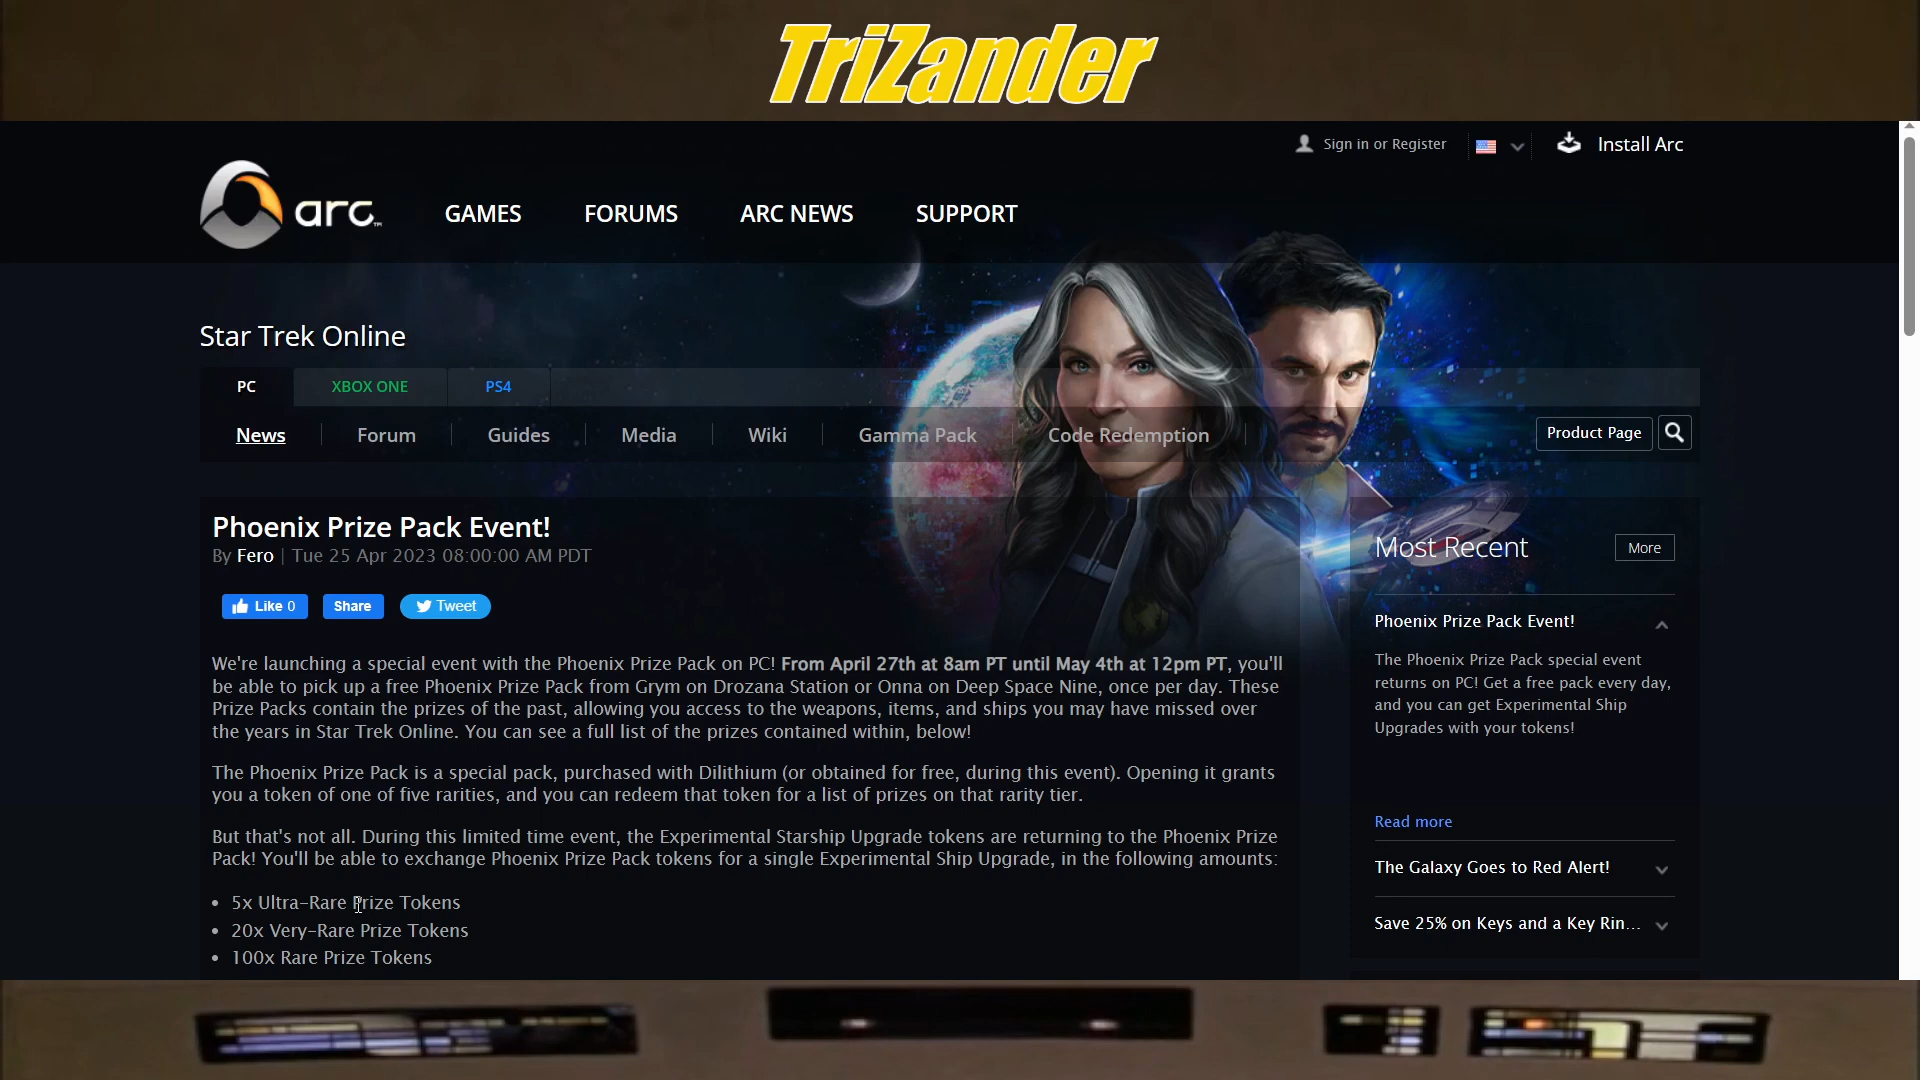 TriZander
Sign in or Register
Install Arc
arc™
GAMES
FORUMS
ARC NEWS
SUPPORT
Star Trek Online
PC
XBOX ONE
PS4
News
Forum
Guides
Media
Wiki
Gamma Pack
Code Redemption
Product Page
Phoenix Prize Pack Event!
By Fero | Tue 25 Apr 2023 08:00:00 AM PDT
Like 0
Share
Tweet
We're launching a special event with the Phoenix Prize Pack on PC! From April 27th at 8am PT until May 4th at 12pm PT, you'll
be able to pick up a free Phoenix Prize Pack from Grym on Drozana Station or Onna on Deep Space Nine, once per day. These
Prize Packs contain the prizes of the past, allowing you access to the weapons, items, and ships you may have missed over
the years in Star Trek Online. You can see a full list of the prizes contained within, below!
The Phoenix Prize Pack is a special pack, purchased with Dilithium (or obtained for free, during this event). Opening it grants
you a token of one of five rarities, and you can redeem that token for a list of prizes on that rarity tier.
But that's not all. During this limited time event, the Experimental Starship Upgrade tokens are returning to the Phoenix Prize
Pack! You'll be able to exchange Phoenix Prize Pack tokens for a single Experimental Ship Upgrade, in the following amounts:
• 5x Ultra-Rare Prize Tokens
• 20x Very-Rare Prize Tokens
• 100x Rare Prize Tokens
Most Recent
More
Phoenix Prize Pack Event!
The Phoenix Prize Pack special event
returns on PC! Get a free pack every day,
and you can get Experimental Ship
Upgrades with your tokens!
Read more
The Galaxy Goes to Red Alert!
Save 25% on Keys and a Key Rin...